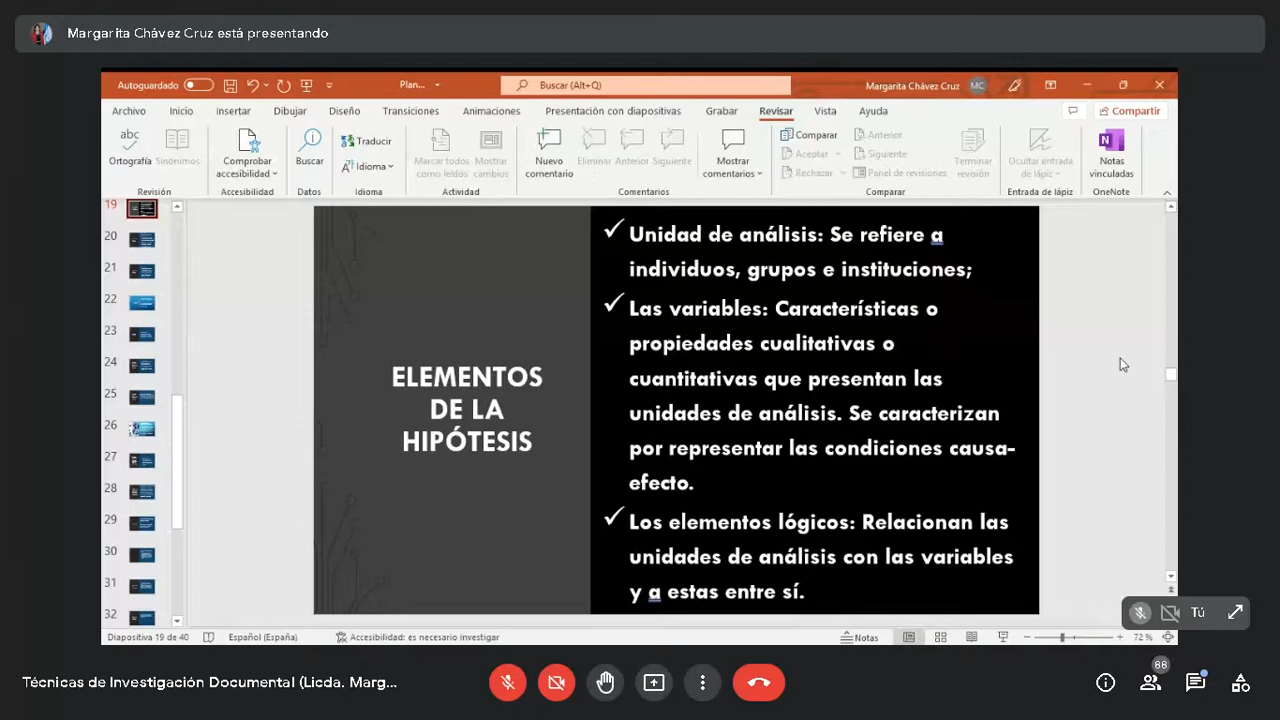 Margarita Chávez Cruz está presentando
Autoguardado
Plan...
Buscar (Alt+Q)
Margarita Chávez Cruz
MC
Archivo
Inicio
Insertar
Dibujar
Diseño
Transiciones
Animaciones
Presentación con diapositivas
Grabar
Revisar
Vista
Ayuda
Compartir
abc
Ortografía
Sinónimos
Comprobar
accesibilidad
Buscar
Traducir
Idioma
Marcar todos
como leídos
Mostrar
cambios
Nuevo
comentario
Eliminar
Anterior
Siguiente
Mostrar
comentarios
Comparar
Aceptar
Rechazar
Anterior
Siguiente
Panel de revisiones
Terminar
revisión
Ocultar entrada
de lápiz
Notas
vinculadas
Revisión
Accesibilidad
Datos
Idioma
Actividad
Comentarios
Comparar
Entrada de lápiz
OneNote
19
20
21
22
23
24
25
26
27
28
29
30
31
32
ELEMENTOS
DE LA
HIPÓTESIS
Unidad de análisis: Se refiere a
individuos, grupos e instituciones;
Las variables: Características o
propiedades cualitativas o
cuantitativas que presentan las
unidades de análisis. Se caracterizan
por representar las condiciones causa-
efecto.
Los elementos lógicos: Relacionan las
unidades de análisis con las variables
y a estas entre sí.
Tú
Diapositiva 19 de 40
Español (España)
Accesibilidad: es necesario investigar
Notas
72 %
Técnicas de Investigación Documental (Licda. Marg...
68